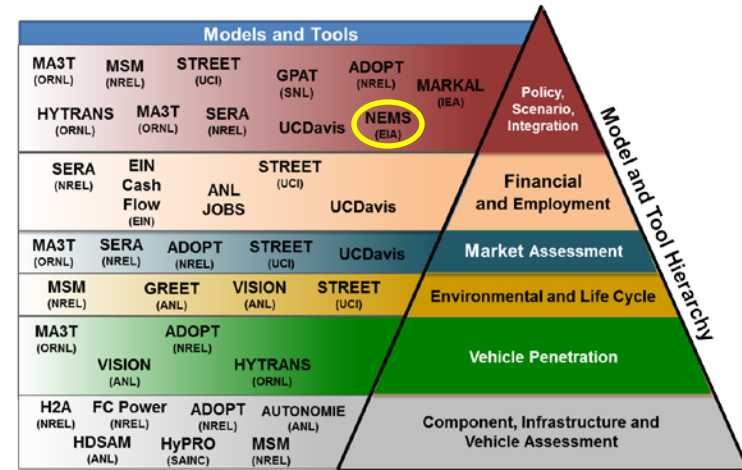 Models and Tools
MA3T
(ORNL)
MSM
(NREL)
STREET
(UCI)
GPAT
(SNL)
ADOPT
(NREL)
MARKAL
(IEA)
HYTRANS
(ORNL)
MA3T
(ORNL)
SERA
(NREL)
UCDavis
NEMS
(EIA)
Policy,
Scenario,
Integration
SERA
(NREL)
EIN
Cash
Flow
(EIN)
ANL
JOBS
STREET
(UCI)
UCDavis
Financial
and Employment
MA3T
(ORNL)
SERA
(NREL)
ADOPT
(NREL)
STREET
(UCI)
UCDavis
Market Assessment
MSM
(NREL)
GREET
(ANL)
VISION
(ANL)
STREET
(UCI)
Environmental and Life Cycle
MA3T
(ORNL)
VISION
(ANL)
ADOPT
(NREL)
HYTRANS
(ORNL)
Vehicle Penetration
H2A
(NREL)
FC Power
(NREL)
ADOPT
(NREL)
AUTONOMIE
(ANL)
HDSAM
(ANL)
HyPRO
(SAINC)
MSM
(NREL)
Component, Infrastructure and
Vehicle Assessment
Model and Tool Hierarchy